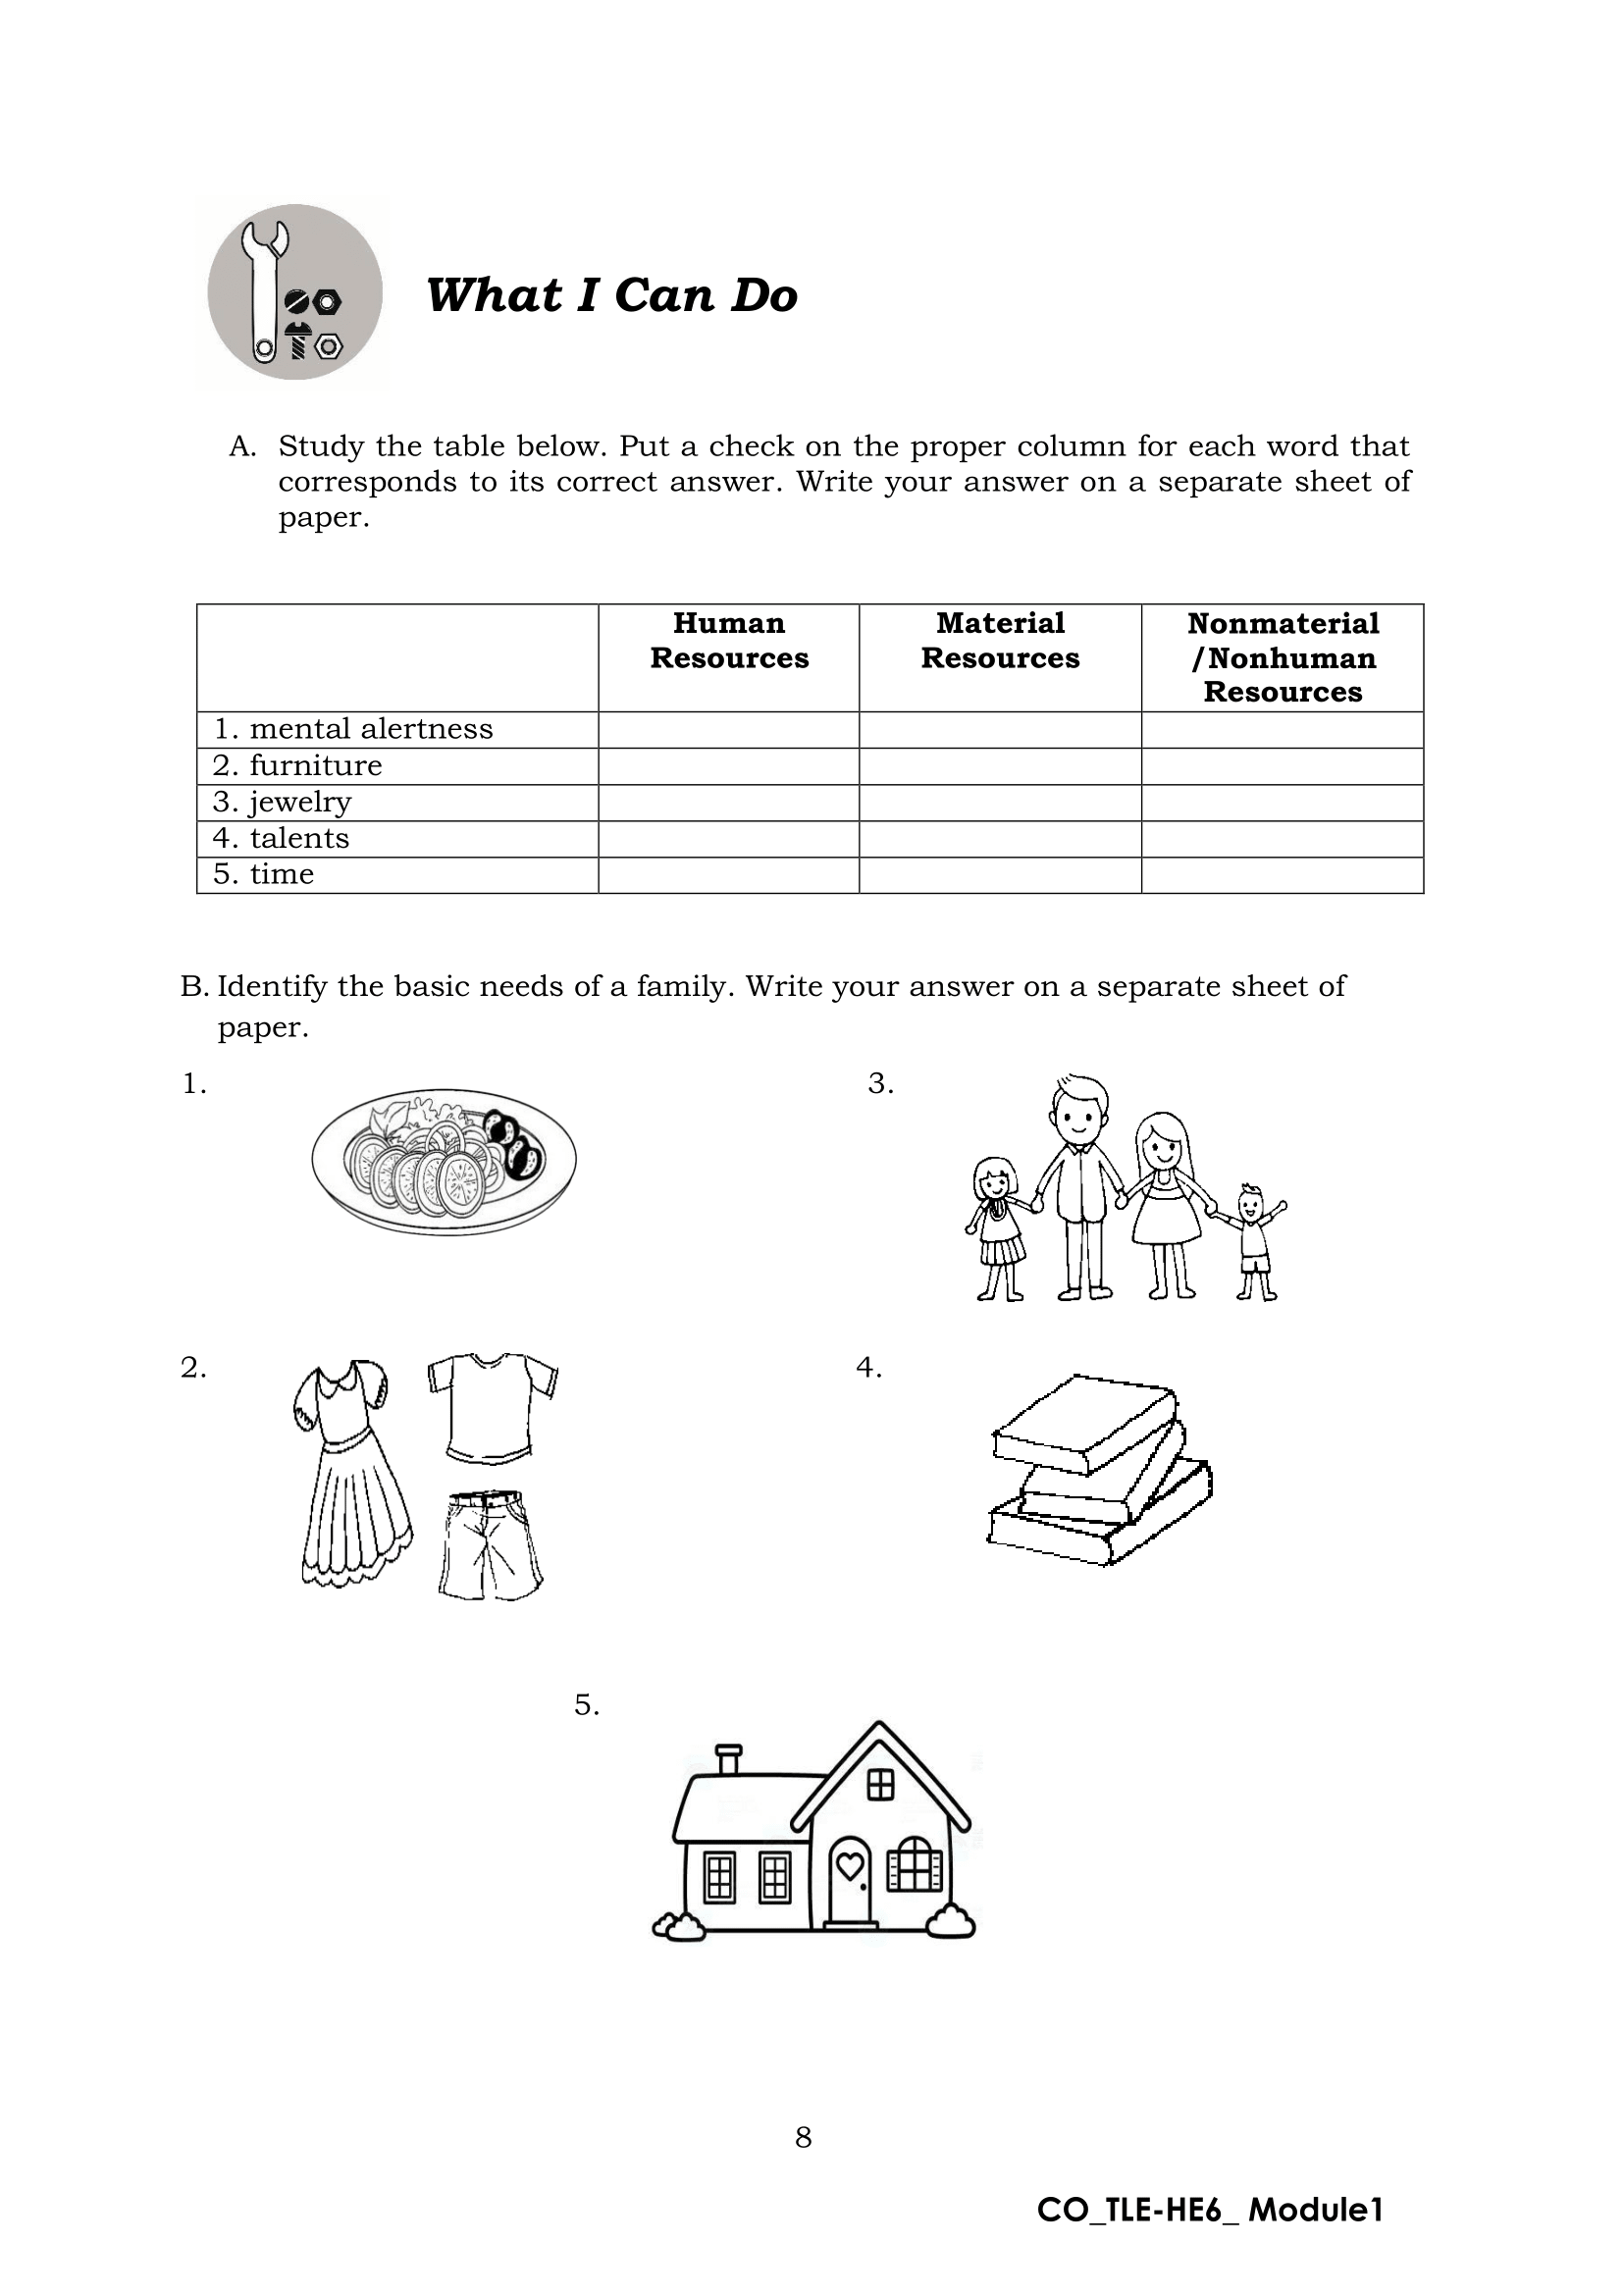 What I Can Do
A. Study the table below. Put a check on the proper column for each word that
corresponds to its correct answer. Write your answer on a separate sheet of
paper.
Human
Resources
Material
Resources
Nonmaterial
/Nonhuman
Resources
1. mental alertness
2. furniture
3. jewelry
4. talents
5. time
B. Identify the basic needs of a family. Write your answer on a separate sheet of
paper.
1.
3.
2.
4.
5.
8
CO_TLE-HE6_ Module1